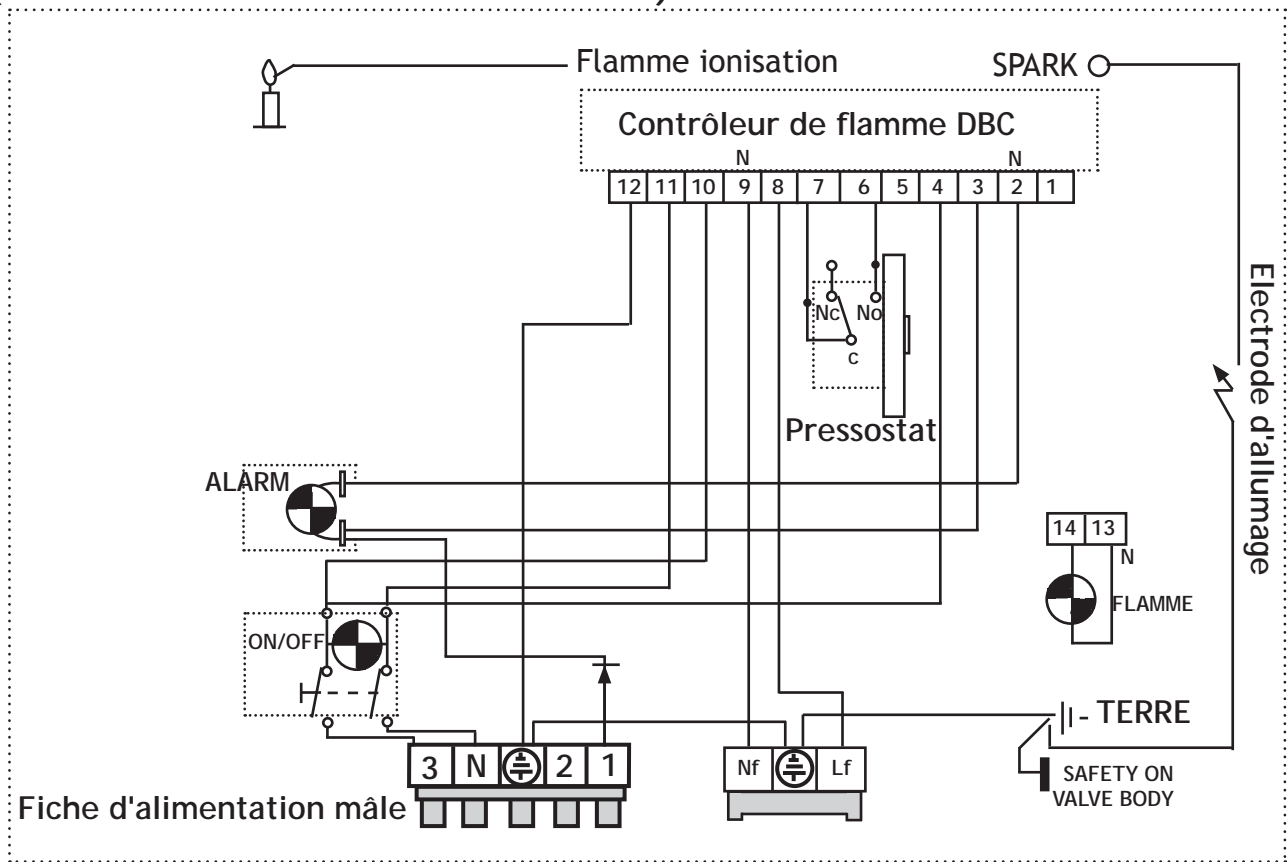 Flamme ionisation
SPARK
Contrôleur de flamme DBC
N N
12 11 10 9 8 7 6 5 4 3 2 1
Nc No
c
Pressostat
Electrode d'allumage
ALARM
14 13
N
FLAMME
ON/OFF
TERRE
3 N 2 1
Nf Lf
SAFETY ON
VALVE BODY
Fiche d'alimentation mâle